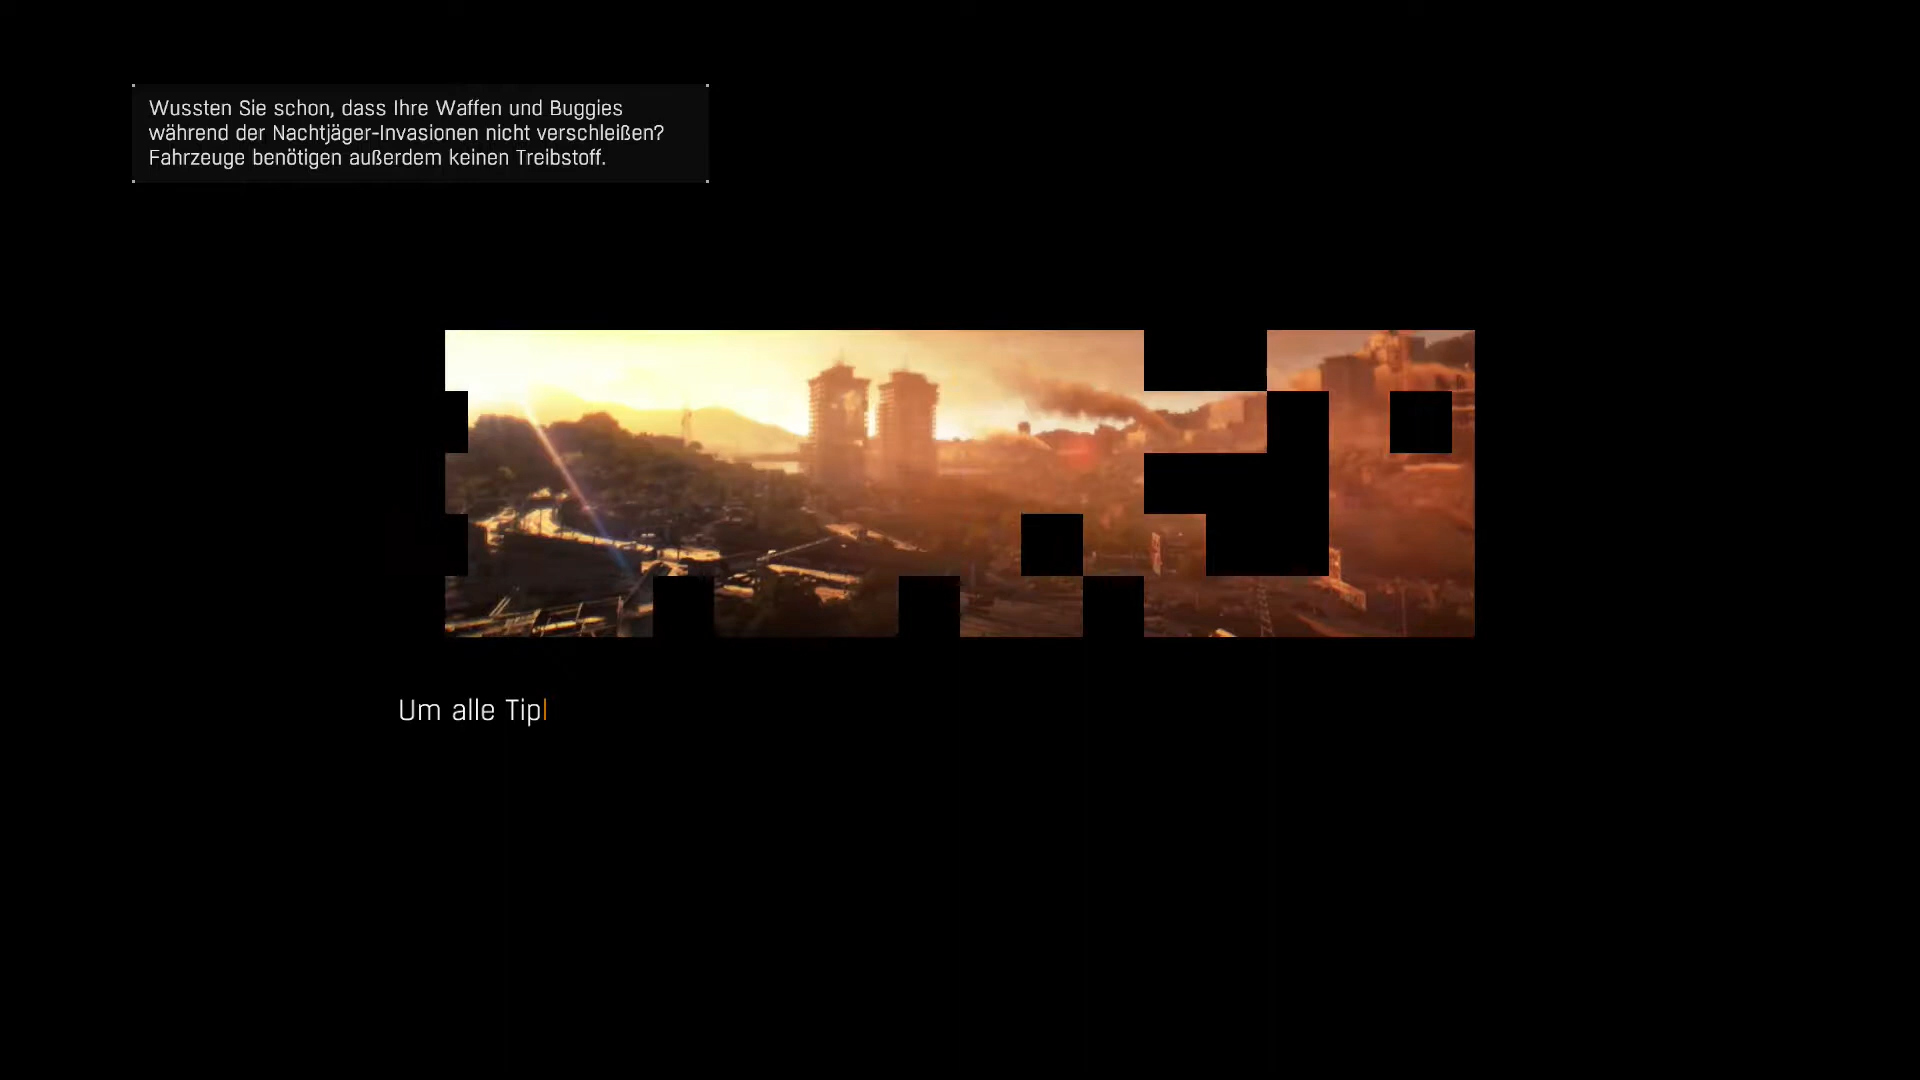 Wussten Sie schon, dass Ihre Waffen und Buggies
während der Nachtjäger-Invasionen nicht verschleißen?
Fahrzeuge benötigen außerdem keinen Treibstoff.
Um alle Tip